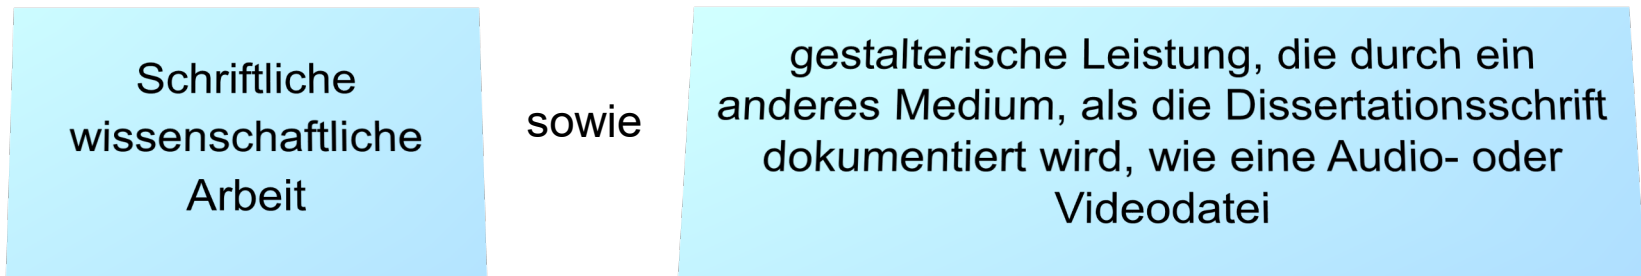 Schriftliche
wissenschaftliche
Arbeit
sowie
gestalterische Leistung, die durch ein
anderes Medium, als die Dissertationsschrift
dokumentiert wird, wie eine Audio- oder
Videodatei